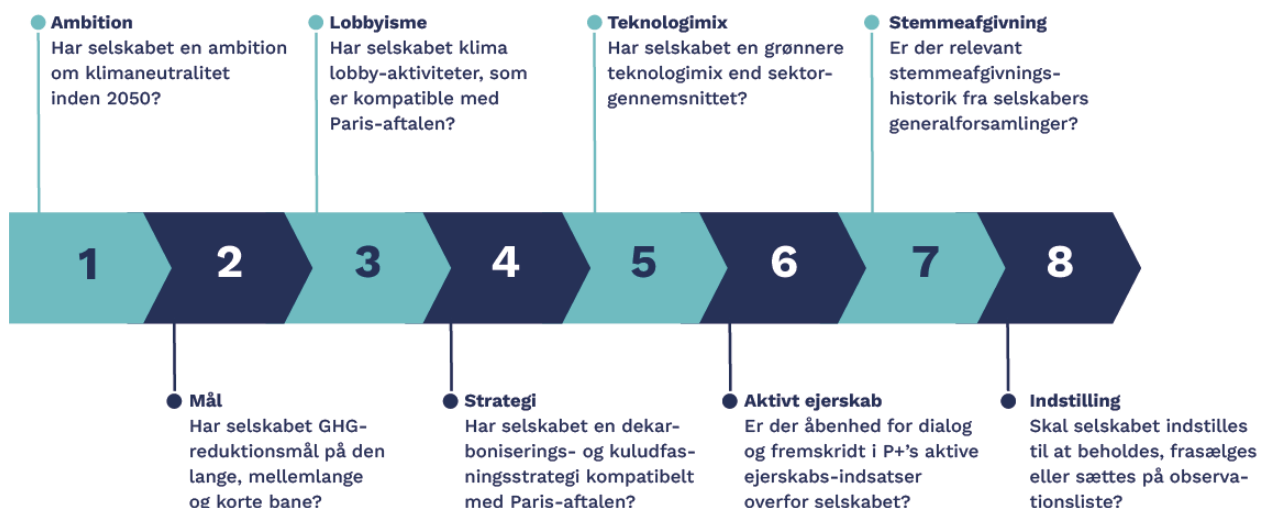 Ambition
Har selskabet en ambition
om klimaneutralitet
inden 2050?
Lobbyisme
Har selskabet klima
lobby-aktiviteter, som
er kompatible med
Paris-aftalen?
Teknologimix
Har selskabet en grønnere
teknologimix end sektor-
gennemsnittet?
Stemmeafgivning
Er der relevant
stemmeafgivnings-
historik fra selskabers
generalforsamlinger?
1
2
3
4
5
6
7
8
Mål
Har selskabet GHG-
reduktionsmål på den
lange, mellemlange
og korte bane?
Strategi
Har selskabet en dekar-
boniserings- og kuludfas-
ningsstrategi kompatibelt
med Paris-aftalen?
Aktivt ejerskab
Er der åbenhed for dialog
og fremskridt i P+’s aktive
ejerskabs-indsatser
overfor selskabet?
Indstilling
Skal selskabet indstilles
til at beholdes, frasælges
eller sættes på observa-
tionsliste?